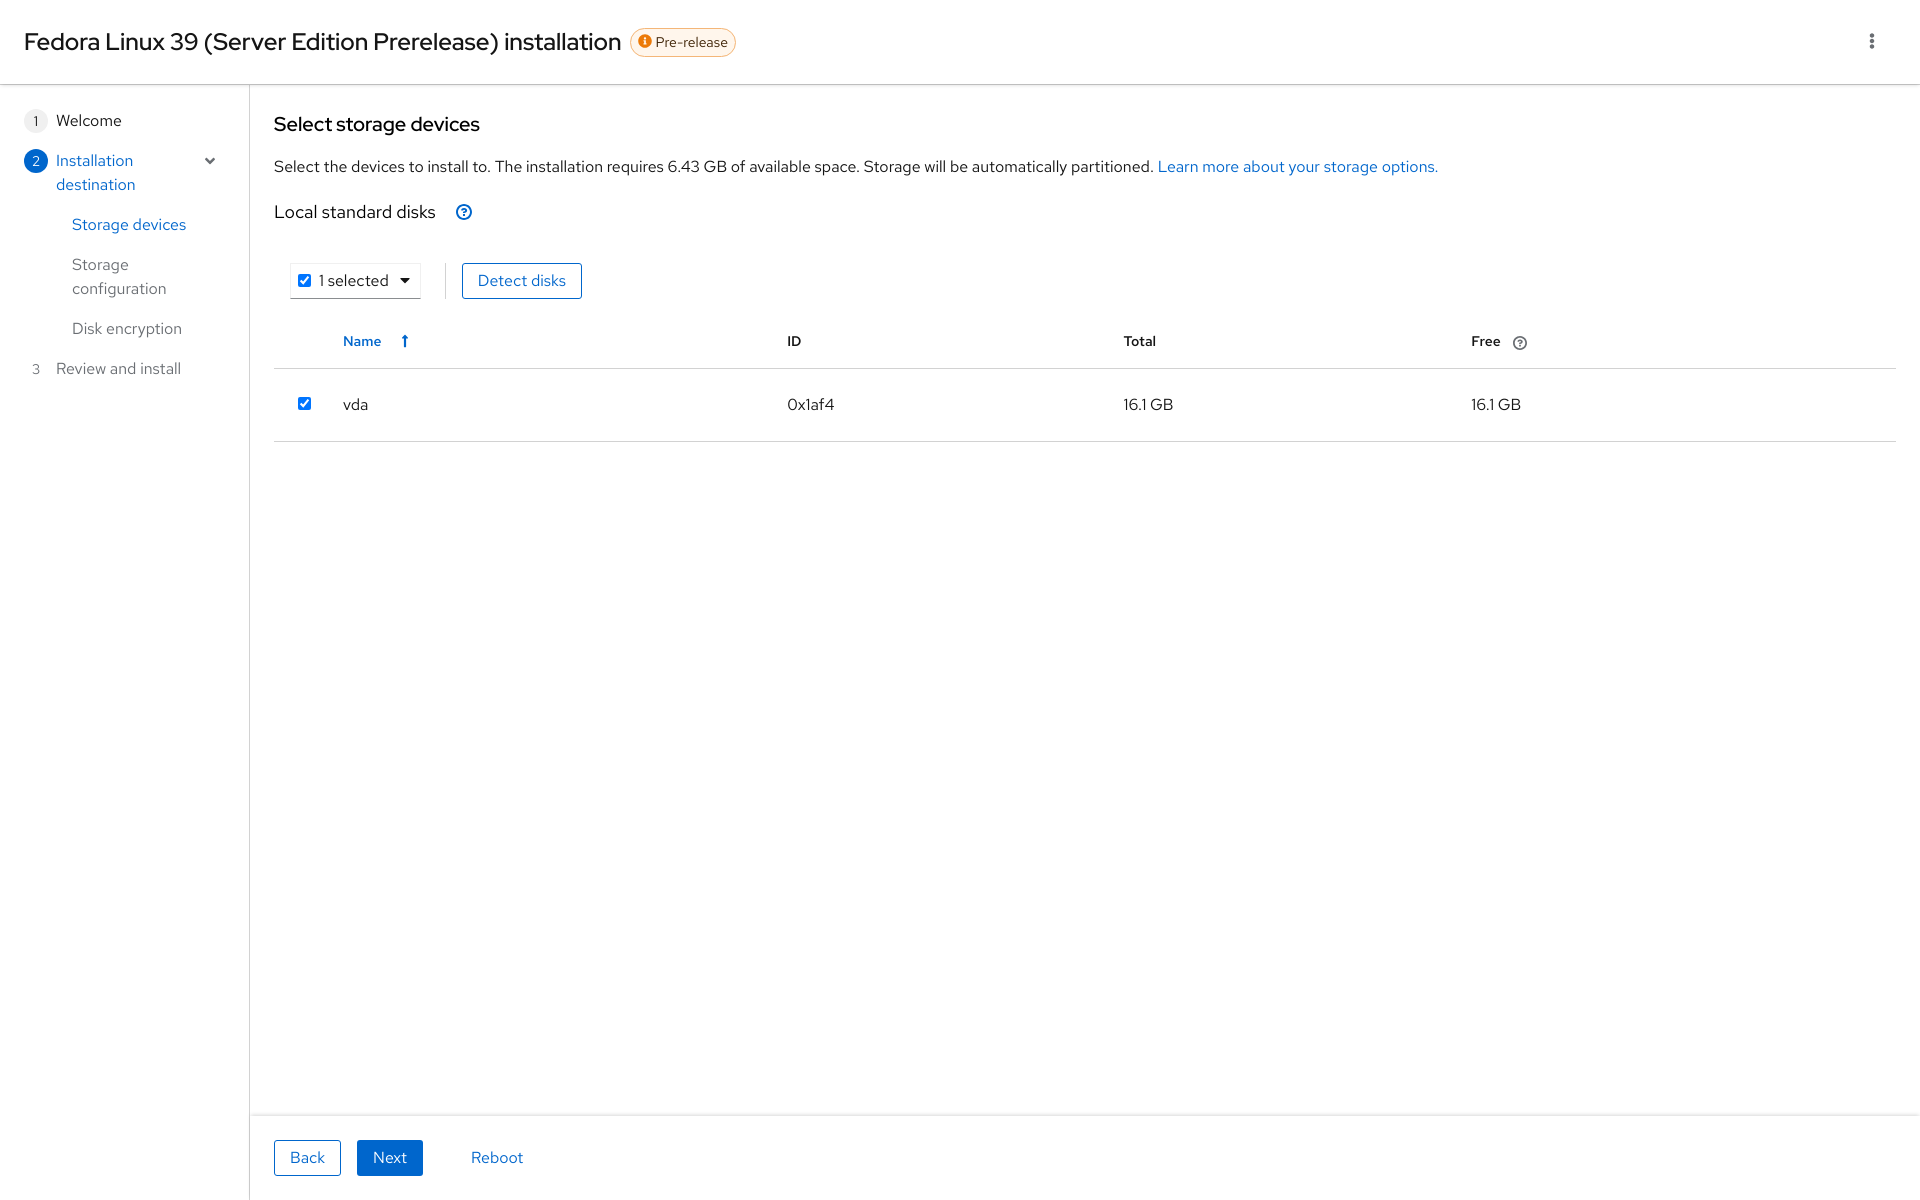 Fedora Linux 39 (Server Edition Prerelease) installation
Pre-release
1 Welcome
2 Installation
destination
Storage devices
Storage
configuration
Disk encryption
3 Review and install
Select storage devices
Select the devices to install to. The installation requires 6.43 GB of available space. Storage will be automatically partitioned. Learn more about your storage options.
Local standard disks
1 selected
Detect disks
Name ID Total Free
vda 0x1af4 16.1 GB 16.1 GB
Back Next Reboot